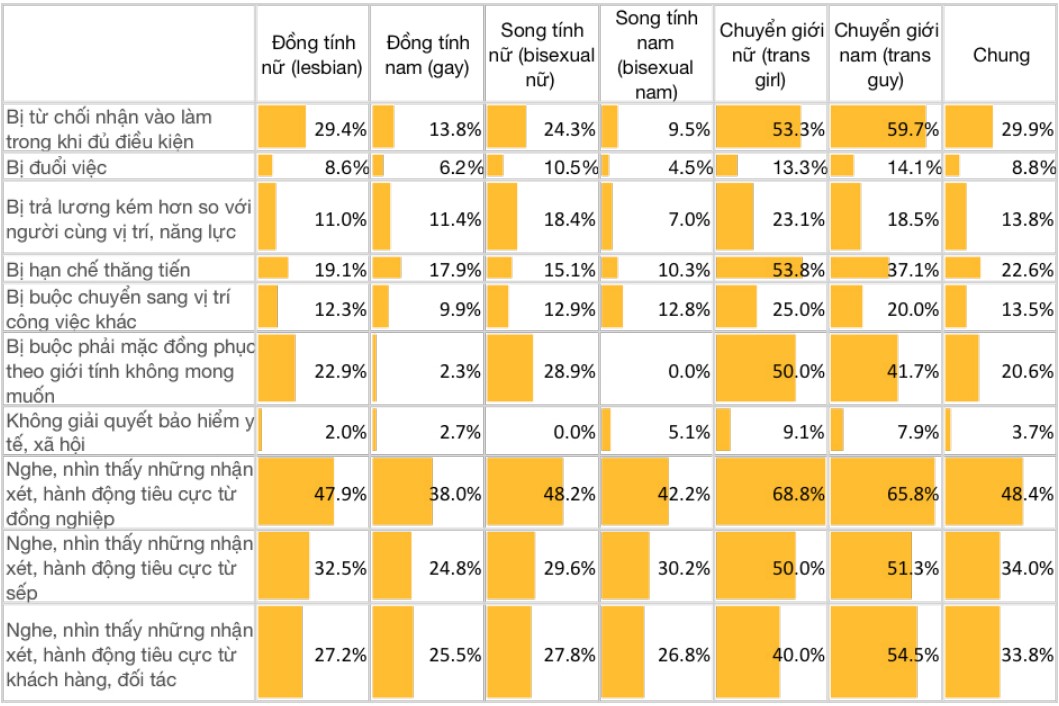 Đồng tính
nữ (lesbian)
Đồng tính
nam (gay)
Song tính
nữ (bisexual
nữ)
Song tính
nam
(bisexual
nam)
Chuyển giới
nữ (trans
girl)
Chuyển giới
nam (trans
guy)
Chung
Bị từ chối nhận vào làm
trong khi đủ điều kiện
29.4% 13.8% 24.3% 9.5% 53.3% 59.7% 29.9%
Bị đuổi việc 8.6% 6.2% 10.5% 4.5% 13.3% 14.1% 8.8%
Bị trả lương kém hơn so với
người cùng vị trí, năng lực
11.0% 11.4% 18.4% 7.0% 23.1% 18.5% 13.8%
Bị hạn chế thăng tiến 19.1% 17.9% 15.1% 10.3% 53.8% 37.1% 22.6%
Bị buộc chuyển sang vị trí
công việc khác
12.3% 9.9% 12.9% 12.8% 25.0% 20.0% 13.5%
Bị buộc phải mặc đồng phục
theo giới tính không mong
muốn
22.9% 2.3% 28.9% 0.0% 50.0% 41.7% 20.6%
Không giải quyết bảo hiểm y
tế, xã hội
2.0% 2.7% 0.0% 5.1% 9.1% 7.9% 3.7%
Nghe, nhìn thấy những nhận
xét, hành động tiêu cực từ
đồng nghiệp
47.9% 38.0% 48.2% 42.2% 68.8% 65.8% 48.4%
Nghe, nhìn thấy những nhận
xét, hành động tiêu cực từ
sếp
32.5% 24.8% 29.6% 30.2% 50.0% 51.3% 34.0%
Nghe, nhìn thấy những nhận
xét, hành động tiêu cực từ
khách hàng, đối tác
27.2% 25.5% 27.8% 26.8% 40.0% 54.5% 33.8%